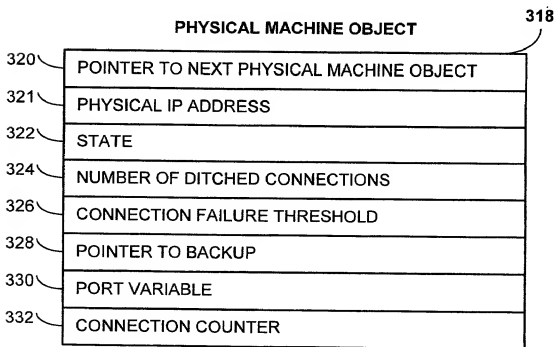 318
PHYSICAL MACHINE OBJECT
320 POINTER TO NEXT PHYSICAL MACHINE OBJECT
321 PHYSICAL IP ADDRESS
322 STATE
324 NUMBER OF DITCHED CONNECTIONS
326 CONNECTION FAILURE THRESHOLD
328 POINTER TO BACKUP
330 PORT VARIABLE
332 CONNECTION COUNTER